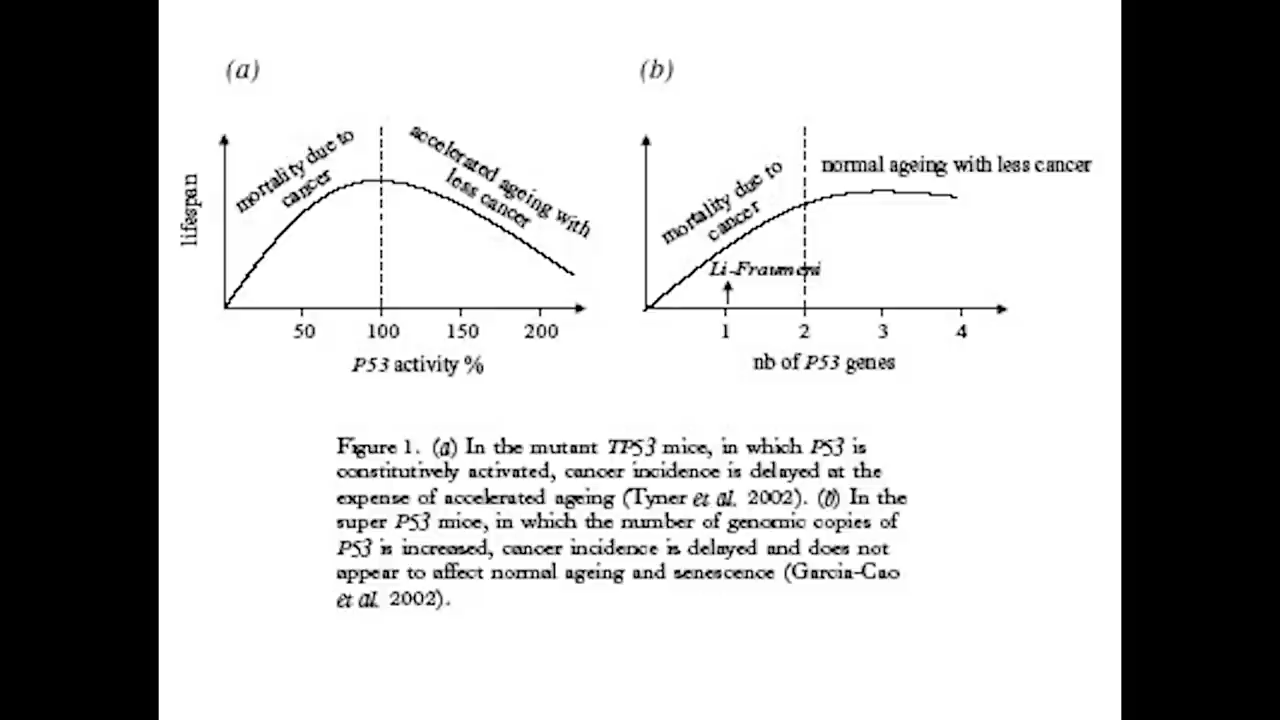 (a)
mortality due to
cancer
accelerated ageing with
less cancer
lifespan
50 100 150 200
P53 activity %
(b)
mortality due to
cancer
normal ageing with less cancer
Li-Fraumeni
1 2 3 4
nb of P53 genes
Figure 1. (a) In the mutant TP53 mice, in which P53 is
constitutively activated, cancer incidence is delayed at the
expense of accelerated ageing (Tyner et al. 2002). (b) In the
super P53 mice, in which the number of genomic copies of
P53 is increased, cancer incidence is delayed and does not
appear to affect normal ageing and senescence (Garcia-Cao
et al. 2002).